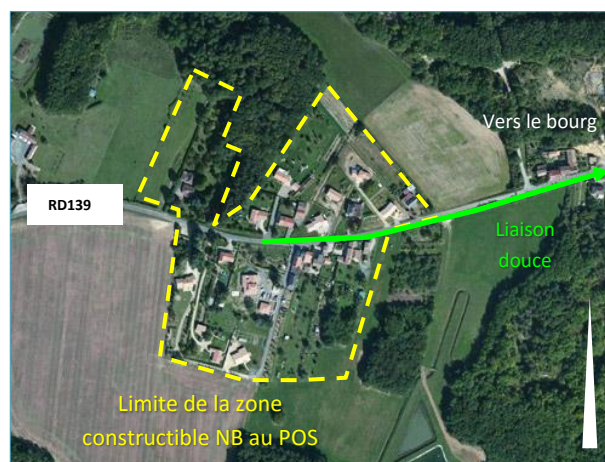 Vers le bourg
RD139
Liaison
douce
Limite de la zone
constructible NB au POS